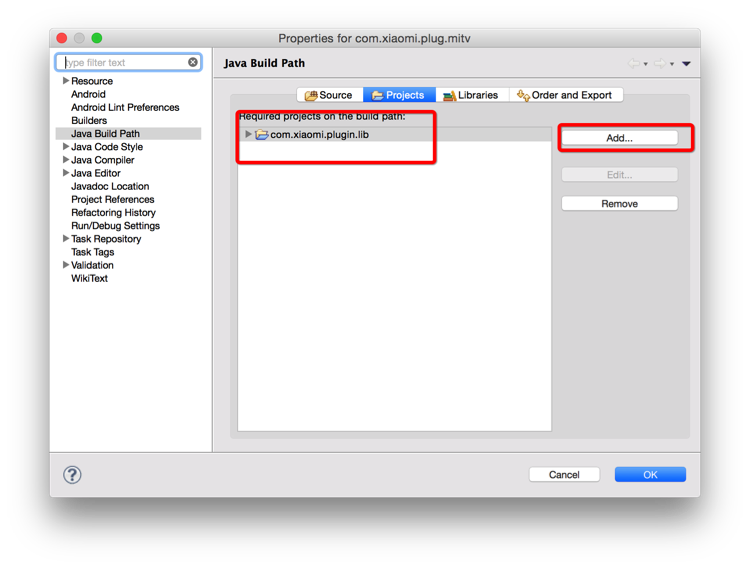 Properties for com.xiaomi.plug.mitv
type filter text
Java Build Path
Resource
Android
Android Lint Preferences
Builders
Java Build Path
Java Code Style
Java Compiler
Java Editor
Javadoc Location
Project References
Refactoring History
Run/Debug Settings
Task Repository
Task Tags
Validation
WikiText
Source
Projects
Libraries
Order and Export
Required projects on the build path:
com.xiaomi.plugin.lib
Add...
Edit...
Remove
?
Cancel
OK